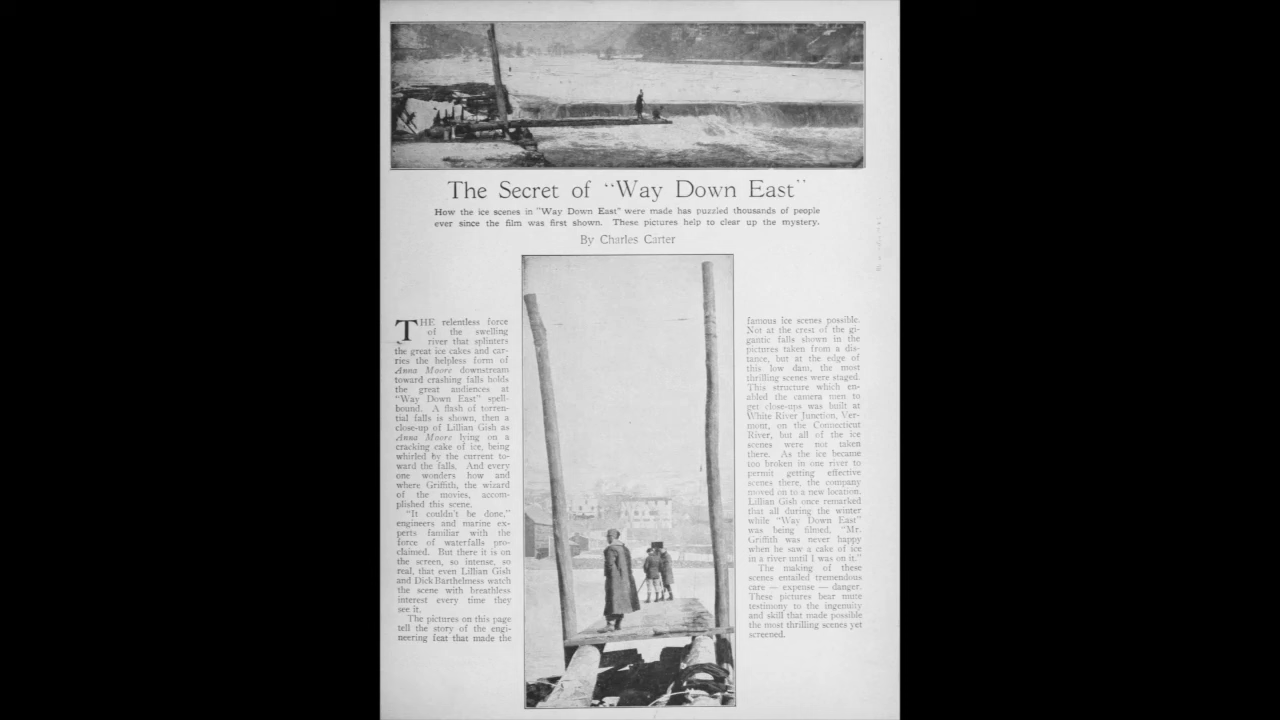 The Secret of "Way Down East"
How the ice scenes in "Way Down East" were made has puzzled thousands of people
ever since the film was first shown. These pictures help to clear up the mystery.
By Charles Carter
THE relentless force
of the swelling
river that splinters
the great ice cakes and car-
ries the helpless form of
Anna Moore downstream
toward crashing falls holds
the great audiences at
"Way Down East" spell-
bound. A flash of torren-
tial falls is shown, then a
close-up of Lillian Gish as
Anna Moore lying on a
cracking cake of ice, being
whirled by the current to-
ward the falls. And every
one wonders how and
where Griffith, the wizard
of the movies, accom-
plished this scene.
"It couldn't be done,"
engineers and marine ex-
perts familiar with the
force of waterfalls pro-
claimed. But there it is on
the screen, so intense, so
real, that even Lillian Gish
and Dick Barthelmess watch
the scene with breathless
interest every time they
see it.
The pictures on this page
tell the story of the engi-
neering feat that made the
famous ice scenes possible.
Not at the crest of the gi-
gantic falls shown in the
pictures taken from a dis-
tance, but at the edge of
this low dam, the most
thrilling scenes were staged.
This structure which en-
abled the camera men to
get close-ups was built at
White River Junction, Ver-
mont, on the Connecticut
River, but all of the ice
scenes were not taken
there. As the ice became
too broken in one river to
permit getting effective
scenes there, the company
moved on to a new location.
Lillian Gish once remarked
that all during the winter
while "Way Down East"
was being filmed, "Mr.
Griffith was never happy
when he saw a cake of ice
in a river until I was on it."
The making of these
scenes entailed tremendous
care — expense — danger.
These pictures bear mute
testimony to the ingenuity
and skill that made possible
the most thrilling scenes yet
screened.